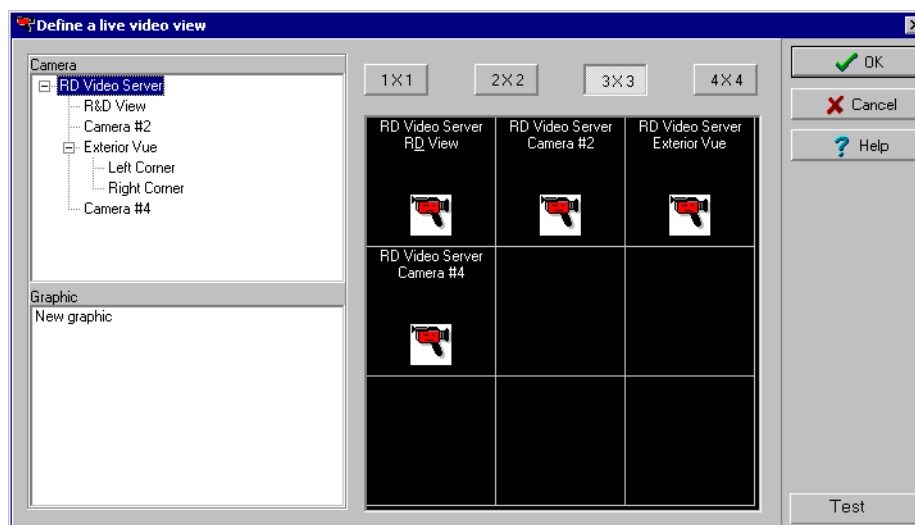 Define a live video view
Camera
RD Video Server
R&D View
Camera #2
Exterior Vue
Left Corner
Right Corner
Camera #4
Graphic
New graphic
1X1
2X2
3X3
4X4
RD Video Server
RD View
RD Video Server
Camera #2
RD Video Server
Exterior Vue
RD Video Server
Camera #4
OK
Cancel
Help
Test